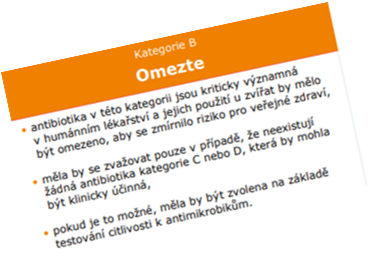 Kategorie B
Omezte
• antibiotika v této kategorii jsou kriticky významná
v humánním lékařství a jejich použití u zvířat by mělo
být omezeno, aby se zmírnilo riziko pro veřejné zdraví,
• měla by se zvažovat pouze v případě, že neexistují
žádná antibiotika kategorie C nebo D, která by mohla
být klinicky účinná,
• pokud je to možné, měla by být zvolena na základě
testování citlivosti k antimikrobikům.